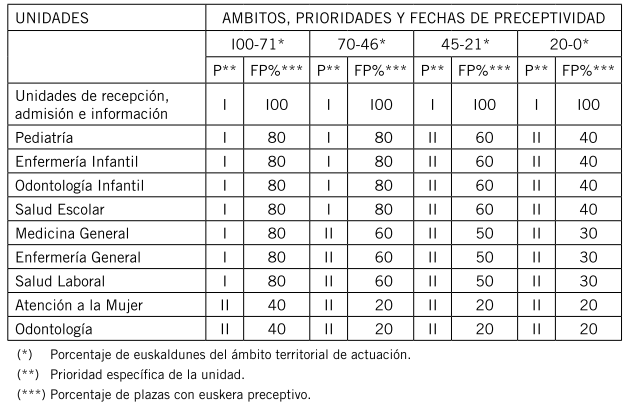 UNIDADES AMBITOS, PRIORIDADES Y FECHAS DE PRECEPTIVIDAD
100-71* 70-46* 45-21* 20-0*
P** FP%*** P** FP%*** P** FP%*** P** FP%***
Unidades de recepción,
admisión e información I 100 I 100 I 100 I 100
Pediatría I 80 I 80 II 60 II 40
Enfermería Infantil I 80 I 80 II 60 II 40
Odontología Infantil I 80 I 80 II 60 II 40
Salud Escolar I 80 I 80 II 60 II 40
Medicina General I 80 II 60 II 50 II 30
Enfermería General I 80 II 60 II 50 II 30
Salud Laboral I 80 II 60 II 50 II 30
Atención a la Mujer II 40 II 20 II 20 II 20
Odontología II 40 II 20 II 20 II 20
(*) Porcentaje de euskaldunes del ámbito territorial de actuación.
(**) Prioridad específica de la unidad.
(***) Porcentaje de plazas con euskera preceptivo.